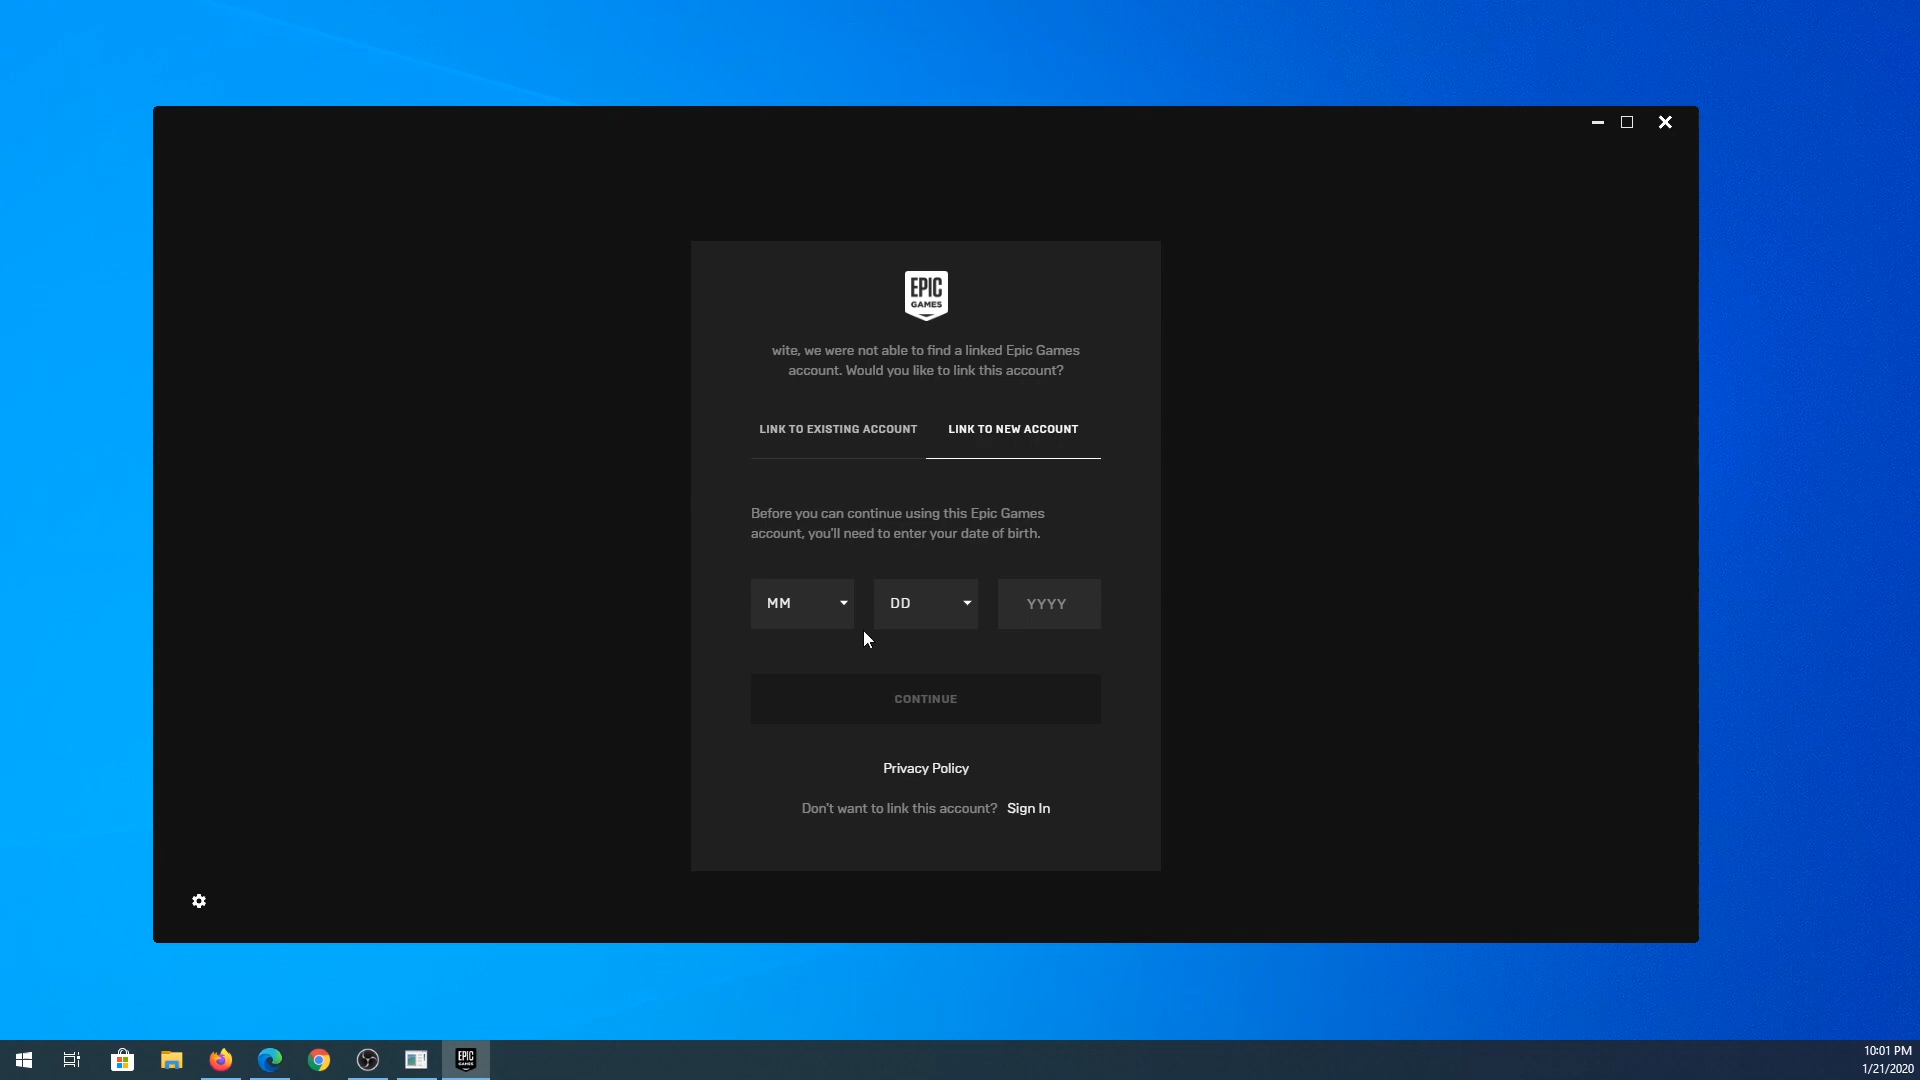 EPIC
GAMES
wite, we were not able to find a linked Epic Games
account. Would you like to link this account?
LINK TO EXISTING ACCOUNT
LINK TO NEW ACCOUNT
Before you can continue using this Epic Games
account, you'll need to enter your date of birth.
MM
DD
YYYY
CONTINUE
Privacy Policy
Don't want to link this account? Sign In
EPIC
GAMES
10:01 PM
1/21/2020